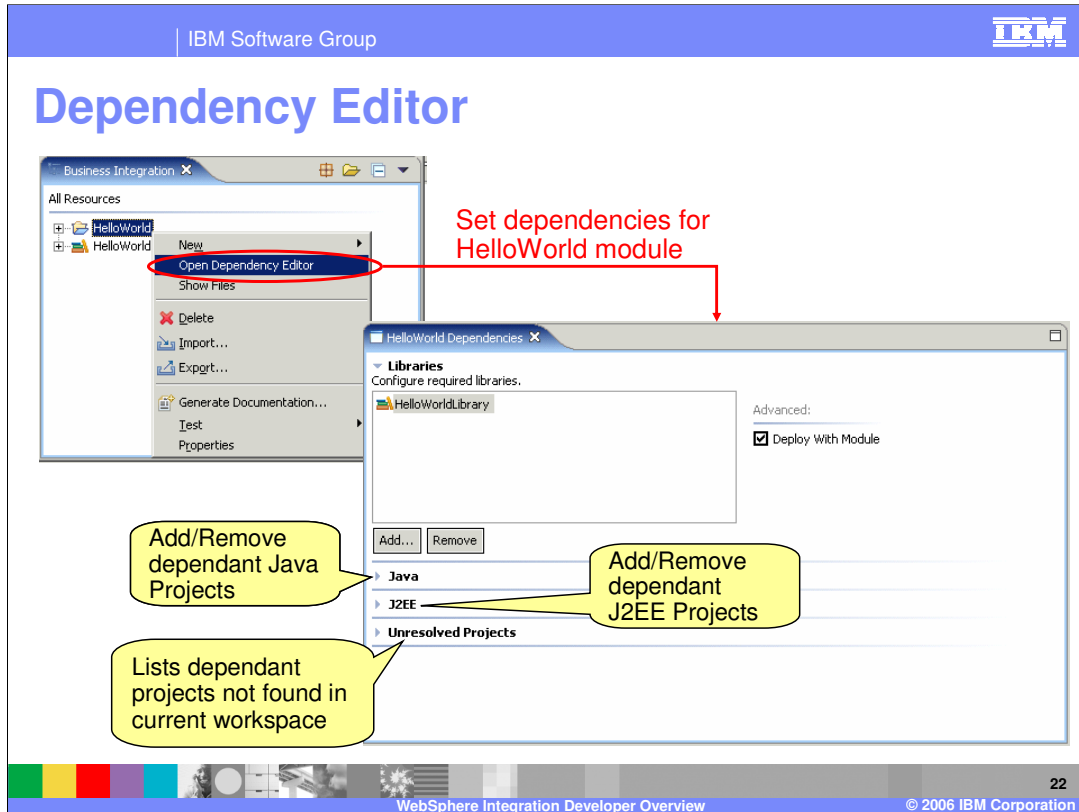 IBM Software Group
IBM
Dependency Editor
Business Integration
All Resources
HelloWorld
HelloWorld
New
Open Dependency Editor
Show Files
Delete
Import...
Export...
Generate Documentation...
Test
Properties
Set dependencies for
HelloWorld module
HelloWorld Dependencies
Libraries
Configure required libraries.
HelloWorldLibrary
Advanced:
Deploy With Module
Add...
Remove
Java
J2EE
Unresolved Projects
Add/Remove
dependant Java
Projects
Add/Remove
dependant
J2EE Projects
Lists dependant
projects not found in
current workspace
22
WebSphere Integration Developer Overview
© 2006 IBM Corporation